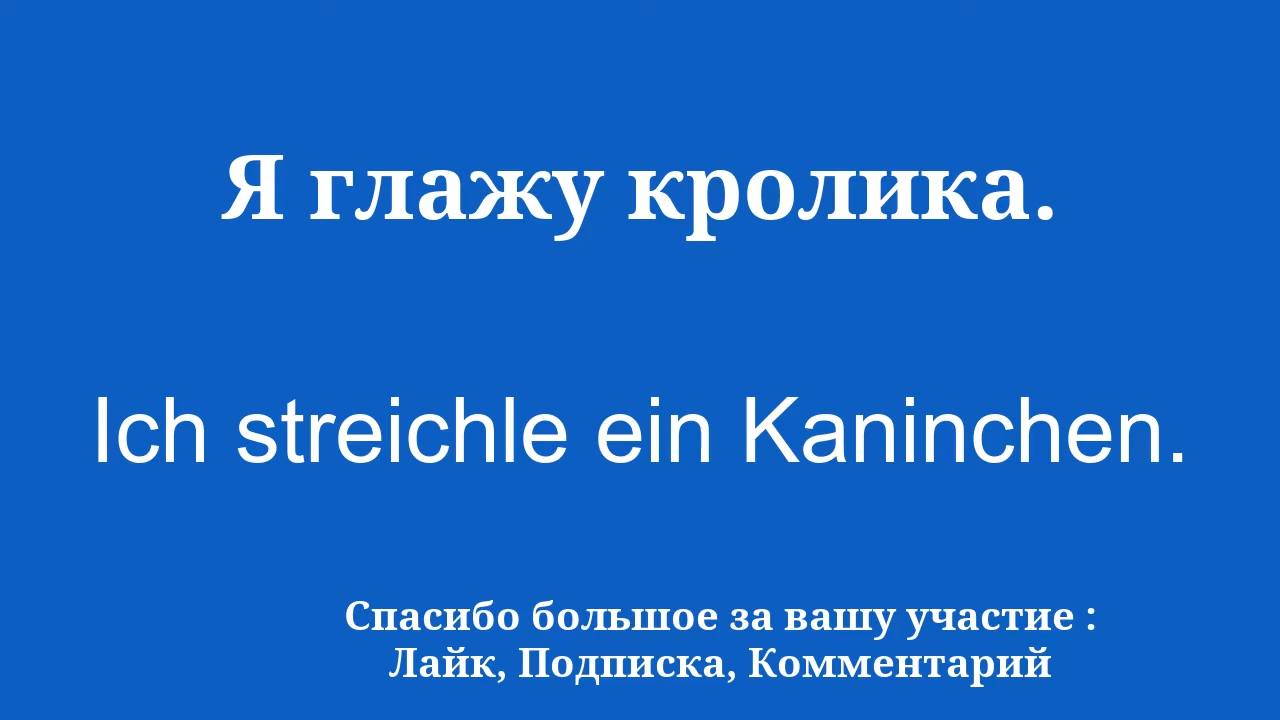 Я глажу кролика.
Ich streichle ein Kaninchen.
Спасибо большое за вашу участие :
Лайк, Подписка, Комментарий